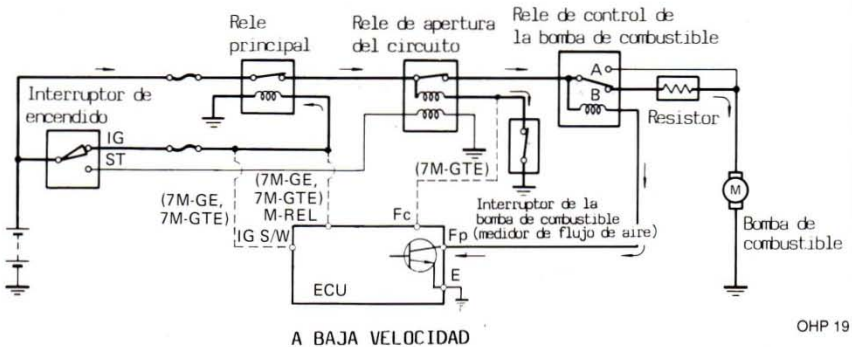 Rele principal
Rele de apertura del circuito
Rele de control de la bomba de combustible
A
B
Interruptor de encendido
IG
ST
Resistor
(7M-GE, 7M-GTE)
(7M-GE, 7M-GTE)
M-REL
(7M-GTE)
Fc
Interruptor de la bomba de combustible (medidor de flujo de aire)
IG S/W
Fp
E
ECU
M
Bomba de combustible
A BAJA VELOCIDAD
OHP 19